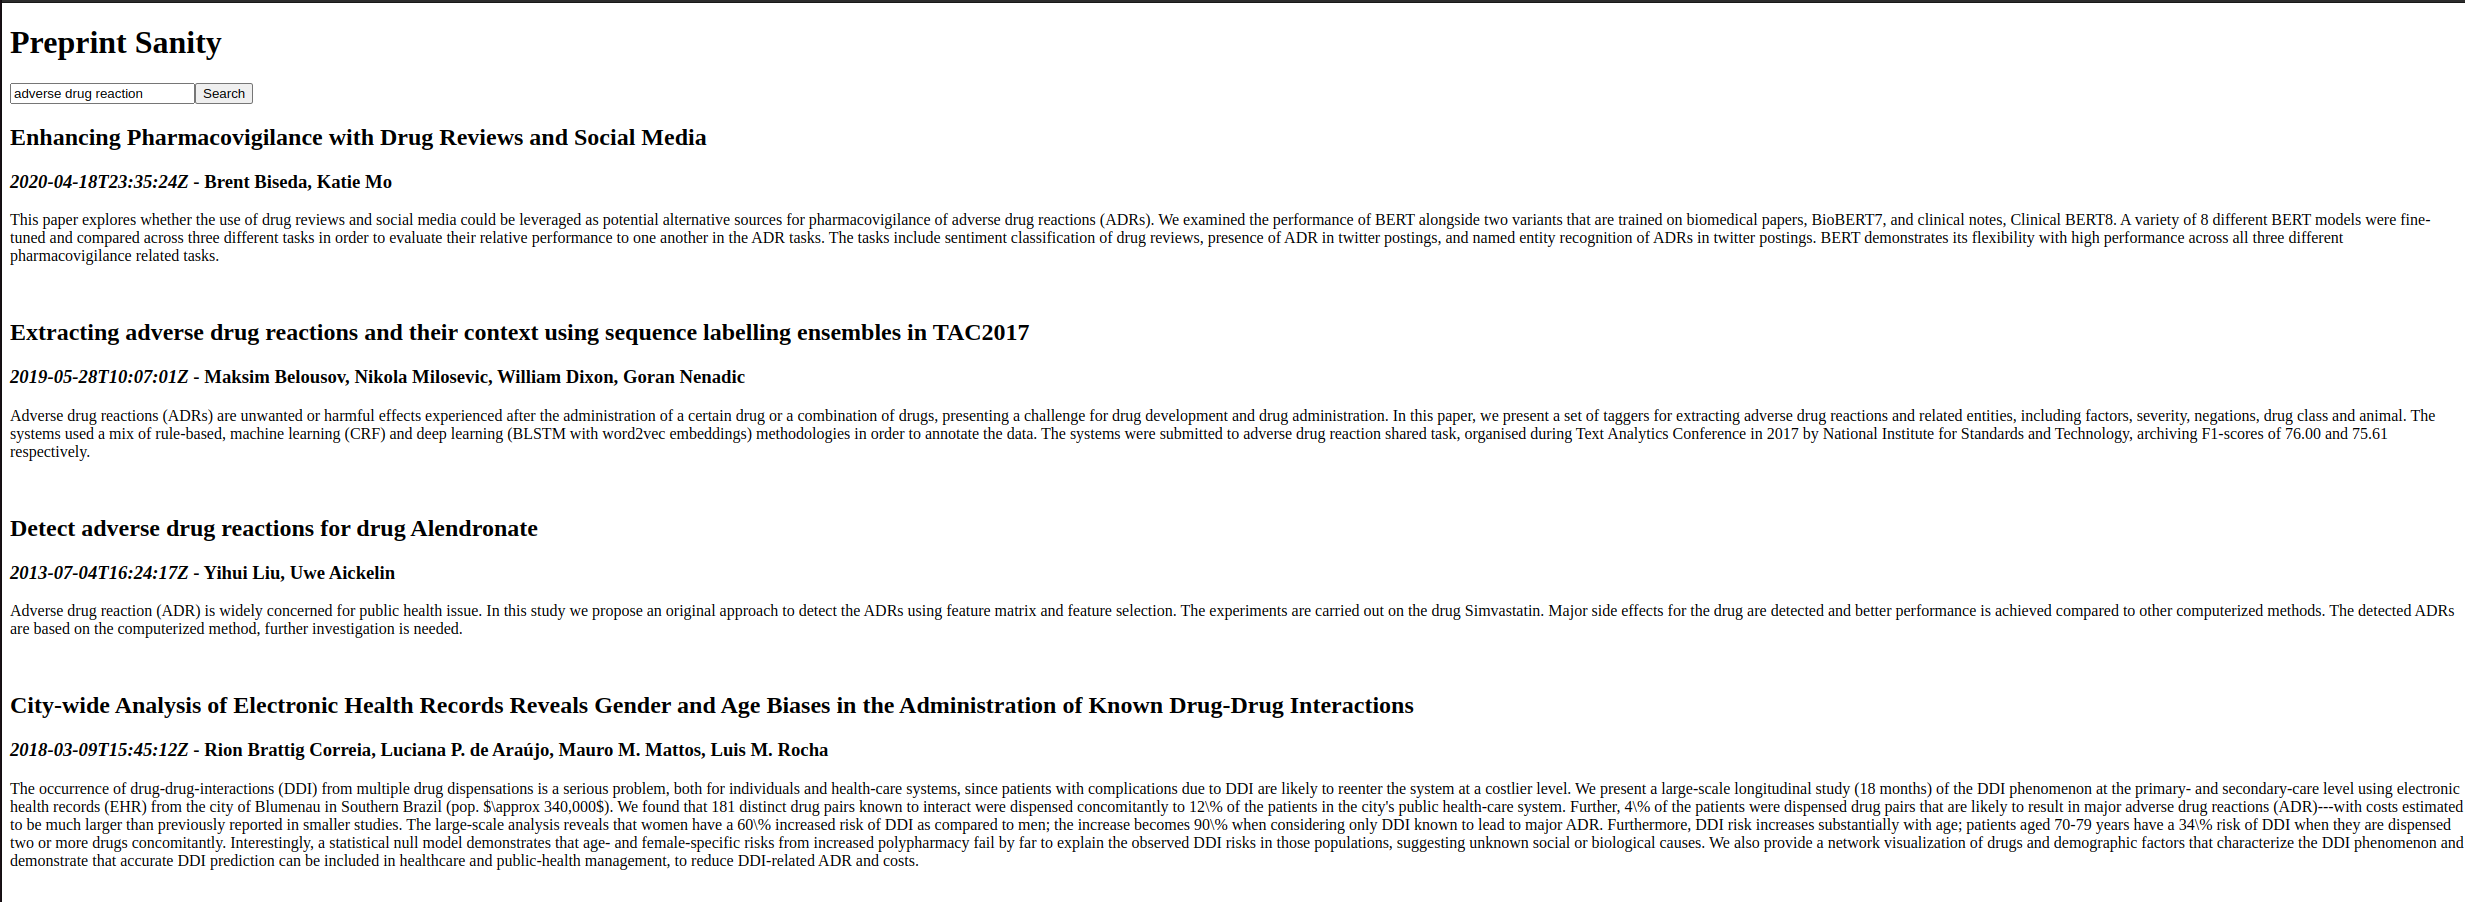 Preprint Sanity
adverse drug reaction Search
Enhancing Pharmacovigilance with Drug Reviews and Social Media
2020-04-18T23:35:24Z - Brent Biseda, Katie Mo
This paper explores whether the use of drug reviews and social media could be leveraged as potential alternative sources for pharmacovigilance of adverse drug reactions (ADRs). We examined the performance of BERT alongside two variants that are trained on biomedical papers, BioBERT7, and clinical notes, Clinical BERT8. A variety of 8 different BERT models were fine-
tuned and compared across three different tasks in order to evaluate their relative performance to one another in the ADR tasks. The tasks include sentiment classification of drug reviews, presence of ADR in twitter postings, and named entity recognition of ADRs in twitter postings. BERT demonstrates its flexibility with high performance across all three different
pharmacovigilance related tasks.
Extracting adverse drug reactions and their context using sequence labelling ensembles in TAC2017
2019-05-28T10:07:01Z - Maksim Belousov, Nikola Milosevic, William Dixon, Goran Nenadic
Adverse drug reactions (ADRs) are unwanted or harmful effects experienced after the administration of a certain drug or a combination of drugs, presenting a challenge for drug development and drug administration. In this paper, we present a set of taggers for extracting adverse drug reactions and related entities, including factors, severity, negations, drug class and animal. The
systems used a mix of rule-based, machine learning (CRF) and deep learning (BLSTM with word2vec embeddings) methodologies in order to annotate the data. The systems were submitted to adverse drug reaction shared task, organised during Text Analytics Conference in 2017 by National Institute for Standards and Technology, archiving F1-scores of 76.00 and 75.61
respectively.
Detect adverse drug reactions for drug Alendronate
2013-07-04T16:24:17Z - Yihui Liu, Uwe Aickelin
Adverse drug reaction (ADR) is widely concerned for public health issue. In this study we propose an original approach to detect the ADRs using feature matrix and feature selection. The experiments are carried out on the drug Simvastatin. Major side effects for the drug are detected and better performance is achieved compared to other computerized methods. The detected ADRs
are based on the computerized method, further investigation is needed.
City-wide Analysis of Electronic Health Records Reveals Gender and Age Biases in the Administration of Known Drug-Drug Interactions
2018-03-09T15:45:12Z - Rion Brattig Correia, Luciana P. de Araújo, Mauro M. Mattos, Luis M. Rocha
The occurrence of drug-drug-interactions (DDI) from multiple drug dispensations is a serious problem, both for individuals and health-care systems, since patients with complications due to DDI are likely to reenter the system at a costlier level. We present a large-scale longitudinal study (18 months) of the DDI phenomenon at the primary- and secondary-care level using electronic
health records (EHR) from the city of Blumenau in Southern Brazil (pop. $\approx 340,000$). We found that 181 distinct drug pairs known to interact were dispensed concomitantly to 12\% of the patients in the city's public health-care system. Further, 4\% of the patients were dispensed drug pairs that are likely to result in major adverse drug reactions (ADR)---with costs estimated
to be much larger than previously reported in smaller studies. The large-scale analysis reveals that women have a 60\% increased risk of DDI as compared to men; the increase becomes 90\% when considering only DDI known to lead to major ADR. Furthermore, DDI risk increases substantially with age; patients aged 70-79 years have a 34\% risk of DDI when they are dispensed
two or more drugs concomitantly. Interestingly, a statistical null model demonstrates that age- and female-specific risks from increased polypharmacy fail by far to explain the observed DDI risks in those populations, suggesting unknown social or biological causes. We also provide a network visualization of drugs and demographic factors that characterize the DDI phenomenon and
demonstrate that accurate DDI prediction can be included in healthcare and public-health management, to reduce DDI-related ADR and costs.